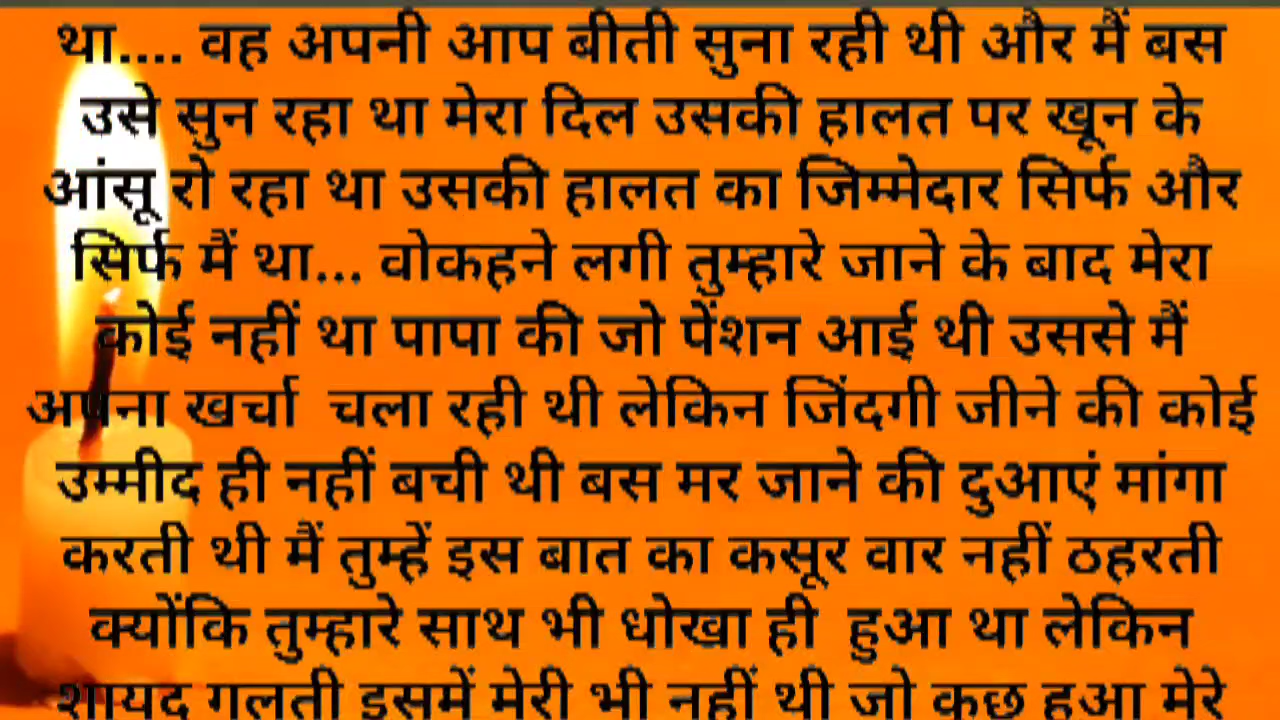 था.... वह अपनी आप बीती सुना रही थी और मैं बस
उसे सुन रहा था मेरा दिल उसकी हालत पर खून के
आंसू रो रहा था उसकी हालत का जिम्मेदार सिर्फ और
सिर्फ मैं था... वोकहने लगी तुम्हारे जाने के बाद मेरा
कोई नहीं था पापा की जो पेंशन आई थी उससे मैं
अपना खर्चा  चला रही थी लेकिन जिंदगी जीने की कोई
उम्मीद ही नहीं बची थी बस मर जाने की दुआएं मांगा
करती थी मैं तुम्हें इस बात का कसूर वार नहीं ठहरती
क्योंकि तुम्हारे साथ भी धोखा ही  हुआ था लेकिन
शायद गलती इसमें मेरी भी नहीं थी जो कुछ हुआ मेरे